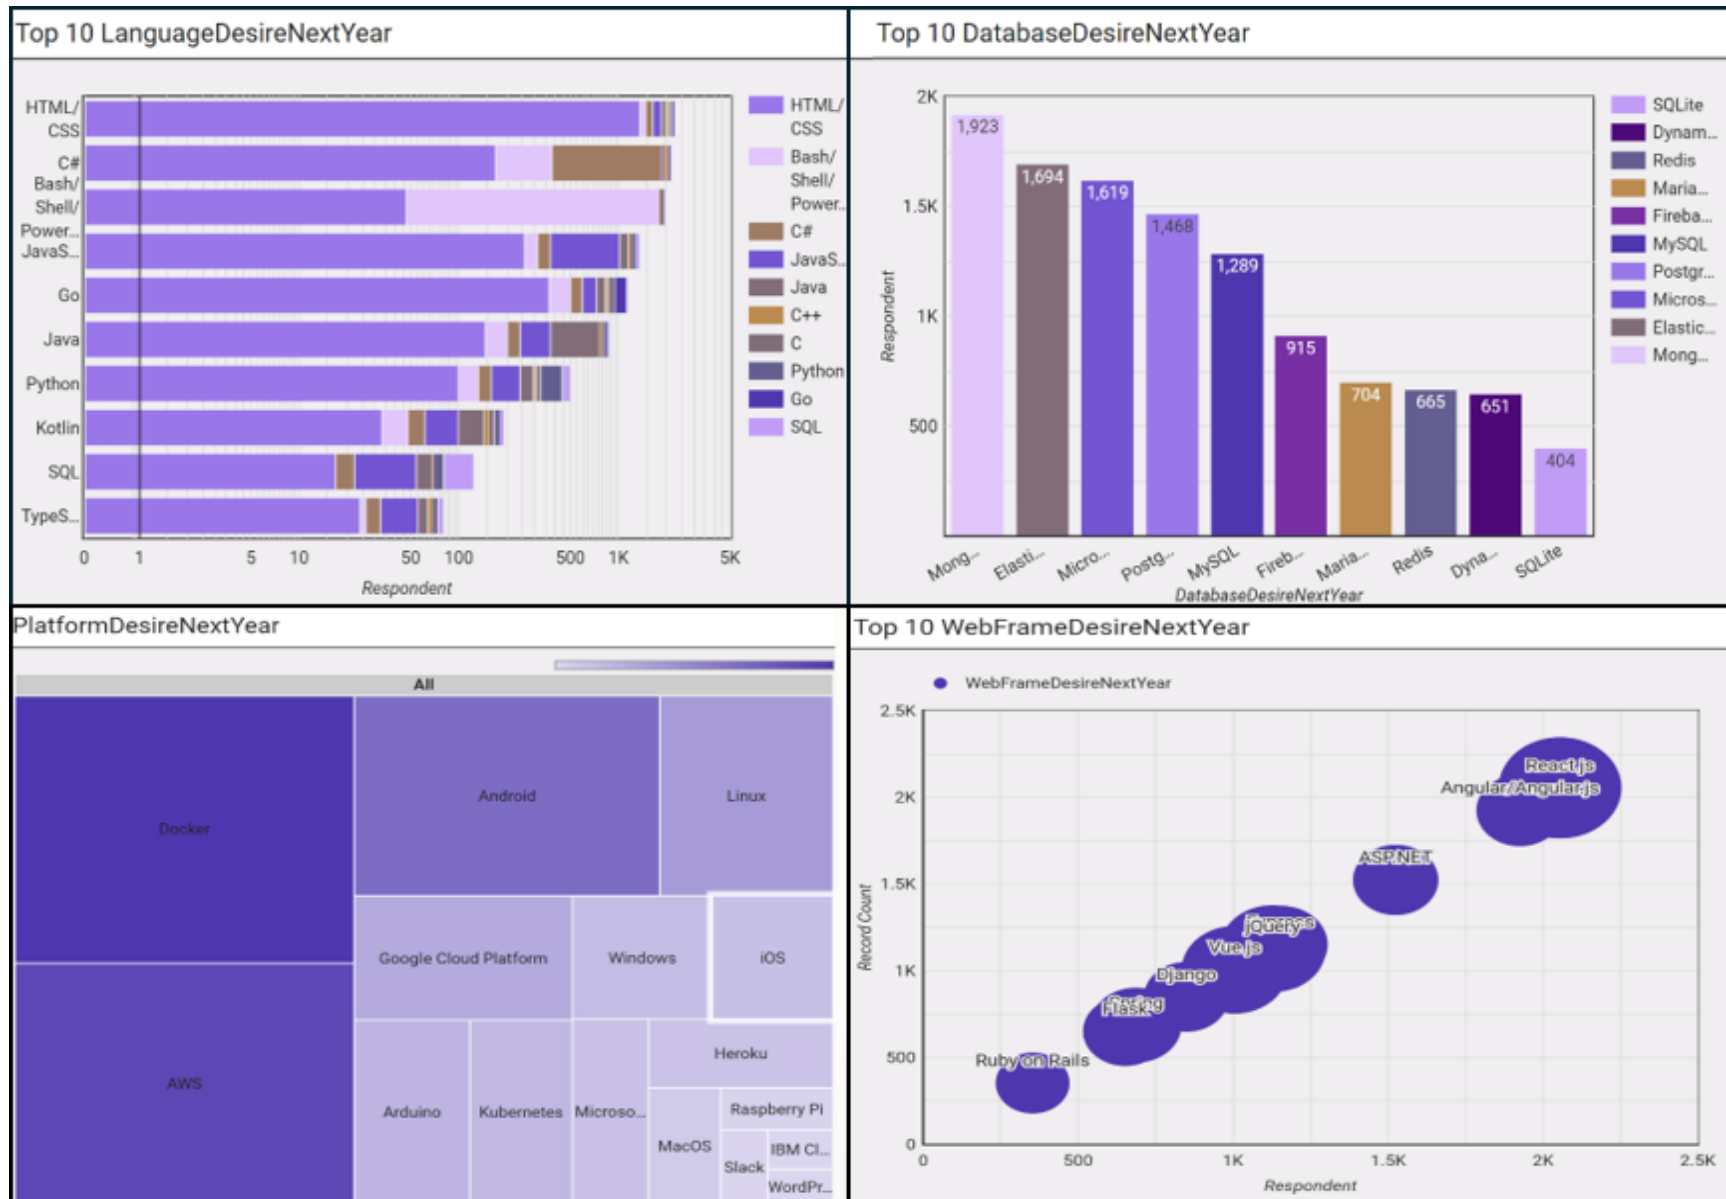 Top 10 LanguageDesireNextYear
HTML/
CSS
C#
Bash/
Shell/
Power...
JavaS...
Go
Java
Python
Kotlin
SQL
TypeS...
0
1
5
10
50
100
500
1K
5K
Respondent
HTML/
CSS
Bash/
Shell/
Power...
C#
JavaS...
Java
C++
C
Python
Go
SQL
Top 10 DatabaseDesireNextYear
2K
1.5K
1K
500
Respondent
1,923
1,694
1,619
1,468
1,289
915
704
665
651
404
Mong...
Elasti...
Micro...
Postg...
MySQL
Fireb...
Maria...
Redis
Dyna...
SQLite
DatabaseDesireNextYear
SQLite
Dynam...
Redis
Maria...
Fireba...
MySQL
Postgr...
Micros...
Elastic...
Mong...
PlatformDesireNextYear
All
Docker
Android
Linux
Google Cloud Platform
Windows
iOS
AWS
Arduino
Kubernetes
Microso...
Heroku
MacOS
Raspberry Pi
Slack
IBM Cl...
WordPr...
Top 10 WebFrameDesireNextYear
WebFrameDesireNextYear
2.5K
2K
1.5K
1K
500
0
Record Count
React.js
Angular/Angular.js
ASP.NET
jQuery
Vue.js
Django
Flask
Ruby on Rails
0
500
1K
1.5K
2K
2.5K
Respondent